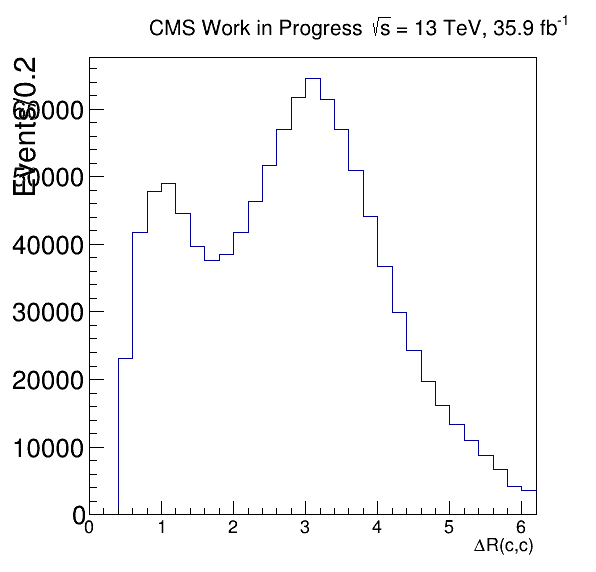 CMS Work in Progress √s = 13 TeV, 35.9 fb⁻¹
Events/0.2
60000
50000
40000
30000
20000
10000
0
0 1 2 3 4 5 6
ΔR(c,c)